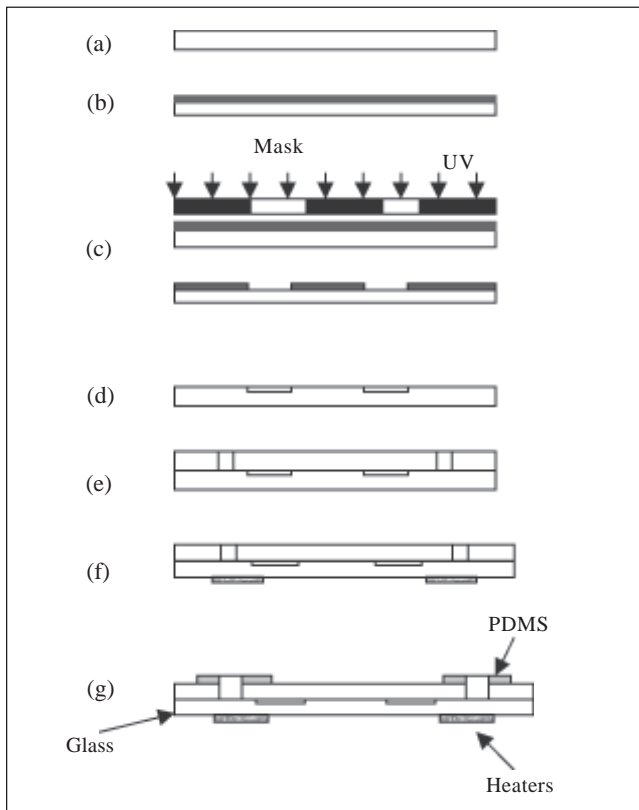 (a)
(b)
Mask
UV
(c)
(d)
(e)
(f)
PDMS
(g)
Glass
Heaters